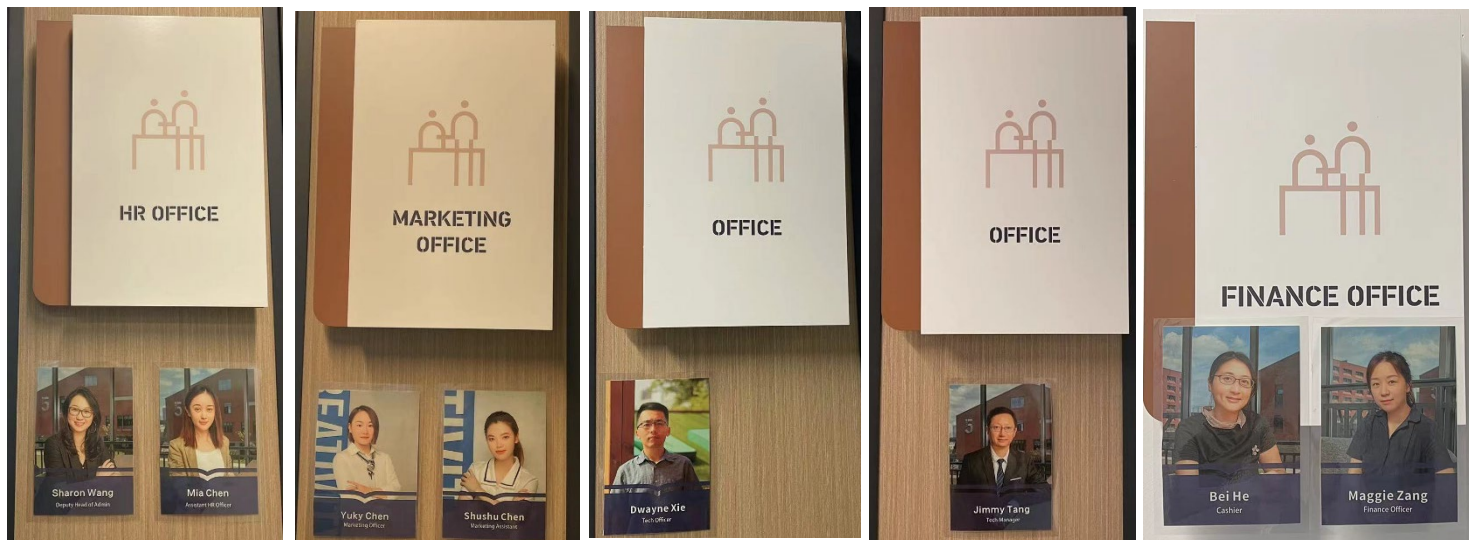 HR OFFICE
Sharon Wang
Deputy Head of Admin
Mia Chen
Assistant HR Officer
MARKETING
OFFICE
Yuky Chen
Marketing Officer
Shushu Chen
Marketing Assistant
OFFICE
Dwayne Xie
Tech Officer
OFFICE
5
Jimmy Tang
Tech Manager
FINANCE OFFICE
Bei He
Cashier
Maggie Zang
Finance Officer